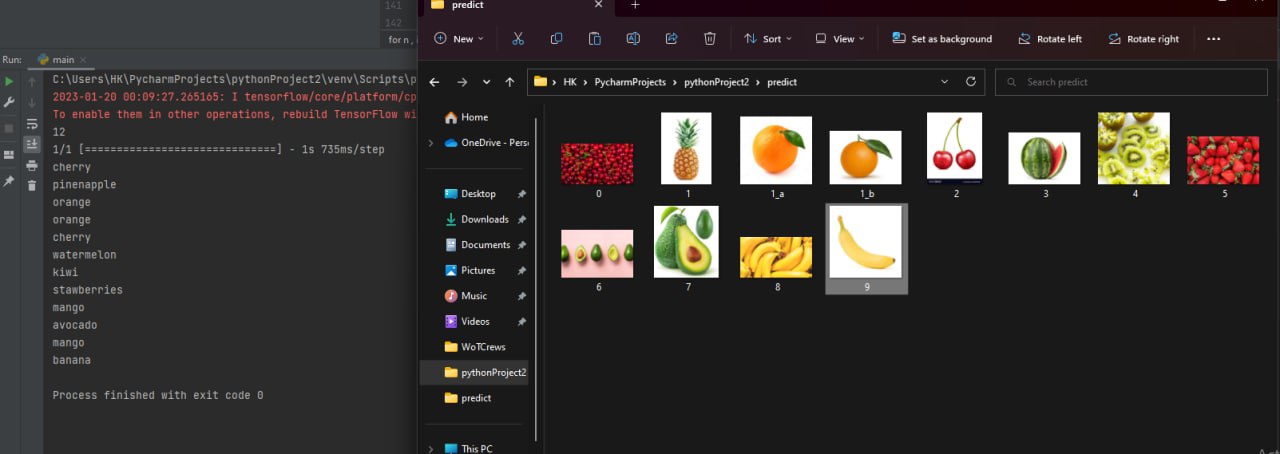 141
142
for n , i
Run:
main
C:\Users\HK\PycharmProjects\pythonProject2\venv\Scripts\p
2023-01-20 00:09:27.265165: I tensorflow/core/platform/cp
To enable them in other operations, rebuild TensorFlow wi
12
1/1 [==============================] - 1s 735ms/step
cherry
pinenapple
orange
orange
cherry
watermelon
kiwi
stawberries
mango
avocado
mango
banana
Process finished with exit code 0
predict
New
Sort
View
Set as background
Rotate left
Rotate right
HK
PycharmProjects
pythonProject2
predict
Search predict
Home
OneDrive - Pers
Desktop
Downloads
Documents
Pictures
Music
Videos
WoTCrews
pythonProject2
predict
This PC
0
1
1_a
1_b
2
3
4
5
6
7
8
9